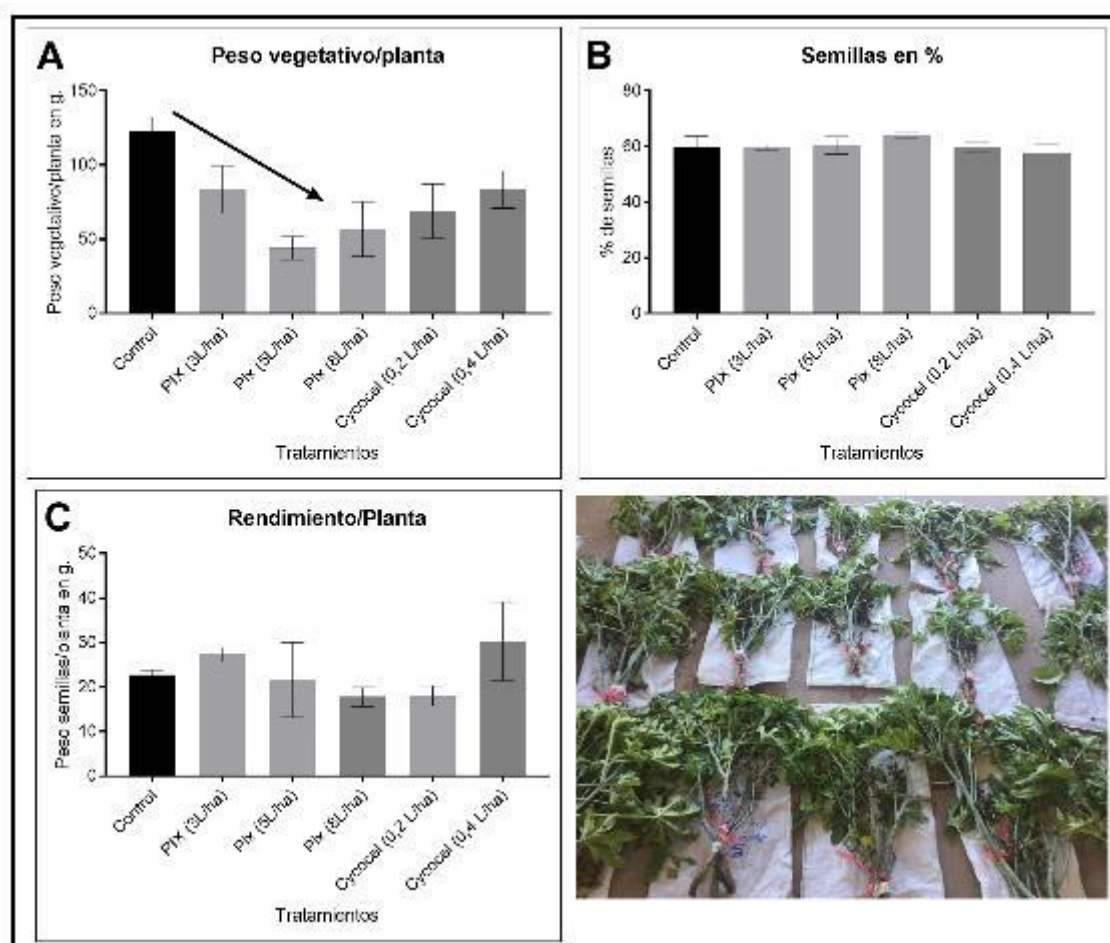 A
Peso vegetativo/planta
Peso vegetativo/planta en g.
150
100
50
0
Control
Pix (3L/ha)
Pix (5L/ha)
Pix (8L/ha)
Cycocel (0,2 L/ha)
Cycocel (0,4 L/ha)
Tratamientos
B
Semillas en %
% de semillas
80
60
40
20
0
Control
Pix (3L/ha)
Pix (5L/ha)
Pix (8L/ha)
Cycocel (0.2 L/ha)
Cycocel (0.4 L/ha)
Tratamientos
C
Rendimiento/Planta
Peso semillas/planta en g.
50
40
30
20
10
0
Control
Pix (3L/ha)
Pix (5L/ha)
Pix (8L/ha)
Cycocel (0,2 L/ha)
Cycocel (0,4 L/ha)
Tratamientos